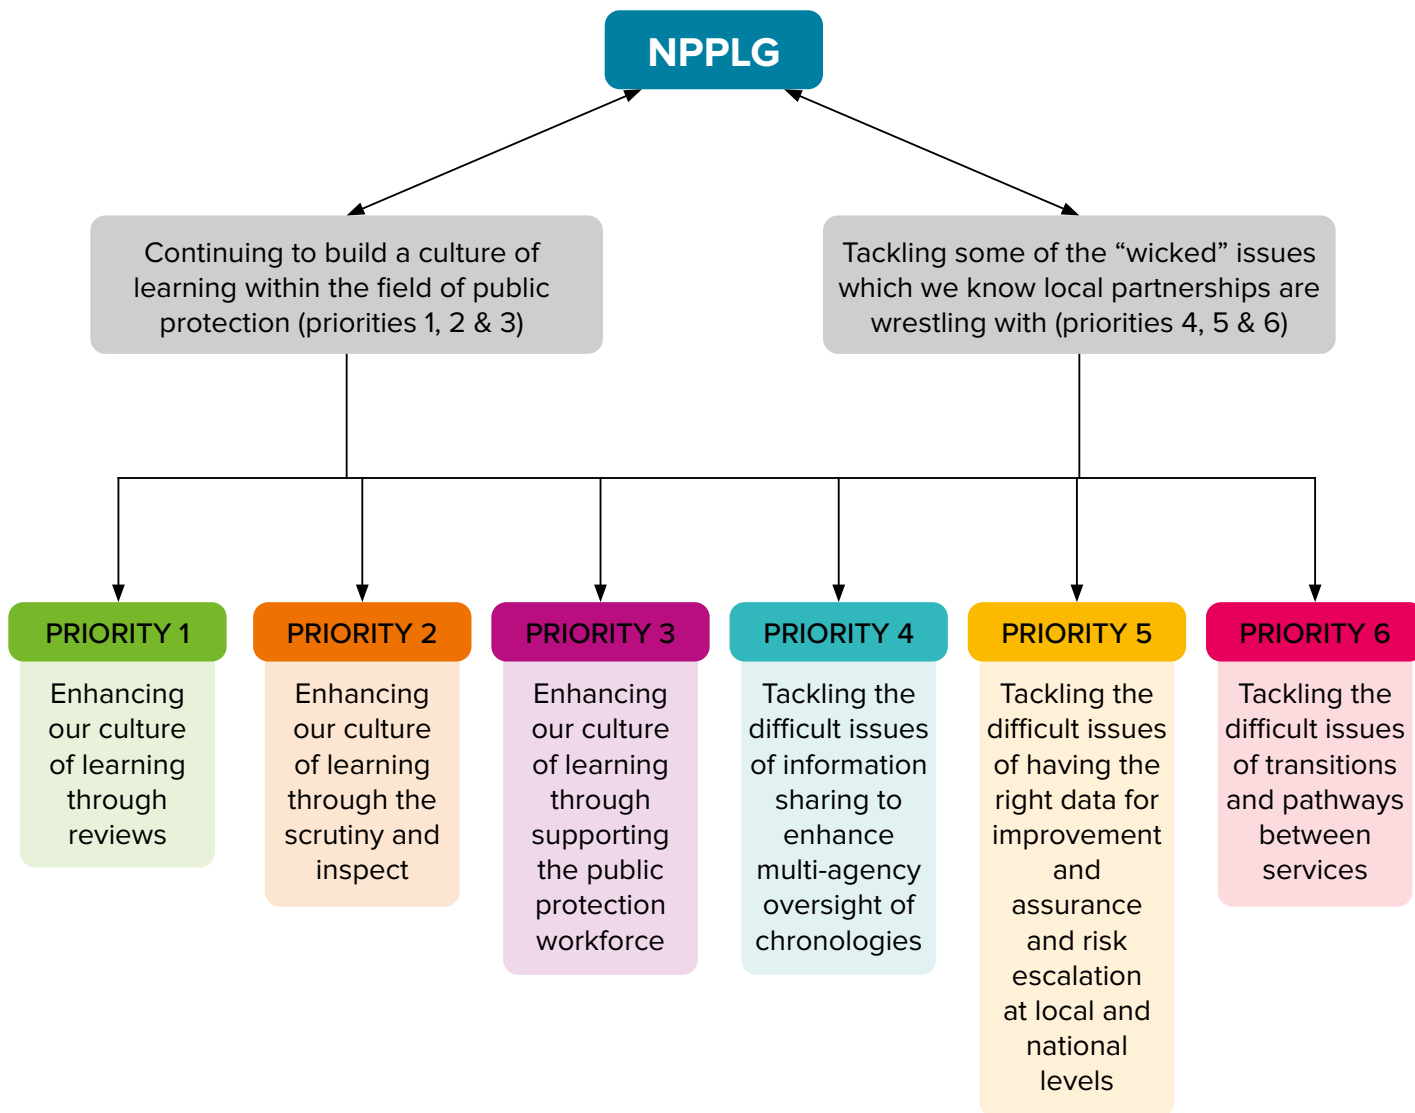 NPPLG
Continuing to build a culture of
learning within the field of public
protection (priorities 1, 2 & 3)
Tackling some of the “wicked” issues
which we know local partnerships are
wrestling with (priorities 4, 5 & 6)
PRIORITY 1
Enhancing
our culture
of learning
through
reviews
PRIORITY 2
Enhancing
our culture
of learning
through the
scrutiny and
inspect
PRIORITY 3
Enhancing
our culture
of learning
through
supporting
the public
protection
workforce
PRIORITY 4
Tackling the
difficult issues
of information
sharing to
enhance
multi-agency
oversight of
chronologies
PRIORITY 5
Tackling the
difficult issues
of having the
right data for
improvement
and
assurance
and risk
escalation
at local and
national
levels
PRIORITY 6
Tackling the
difficult issues
of transitions
and pathways
between
services